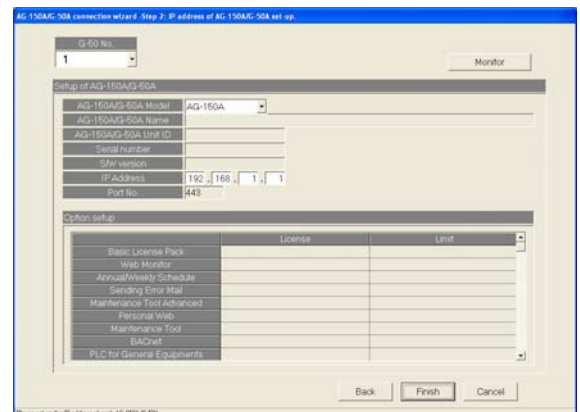 AG-150A/G-50A connection wizard Step 2: IP address of AG-150A/G-50A set-up.
G-50 No.
1
Monitor
Setup of AG-150A/G-50A
AG-150A/G-50A Model AG-150A
AG-150A/G-50A Name
AG-150A/G-50A Unit ID
Serial number
S/W version
IP Address 192 . 168 . 1 . 1
Port No. 443
Option setup
License Limit
Basic License Pack
Web Monitor
Annual/Weekly Schedule
Sending Error Mail
Maintenance Tool Advanced
Personal Web
Maintenance Tool
BACnet
PLC for General Equipments
Back Finish Cancel